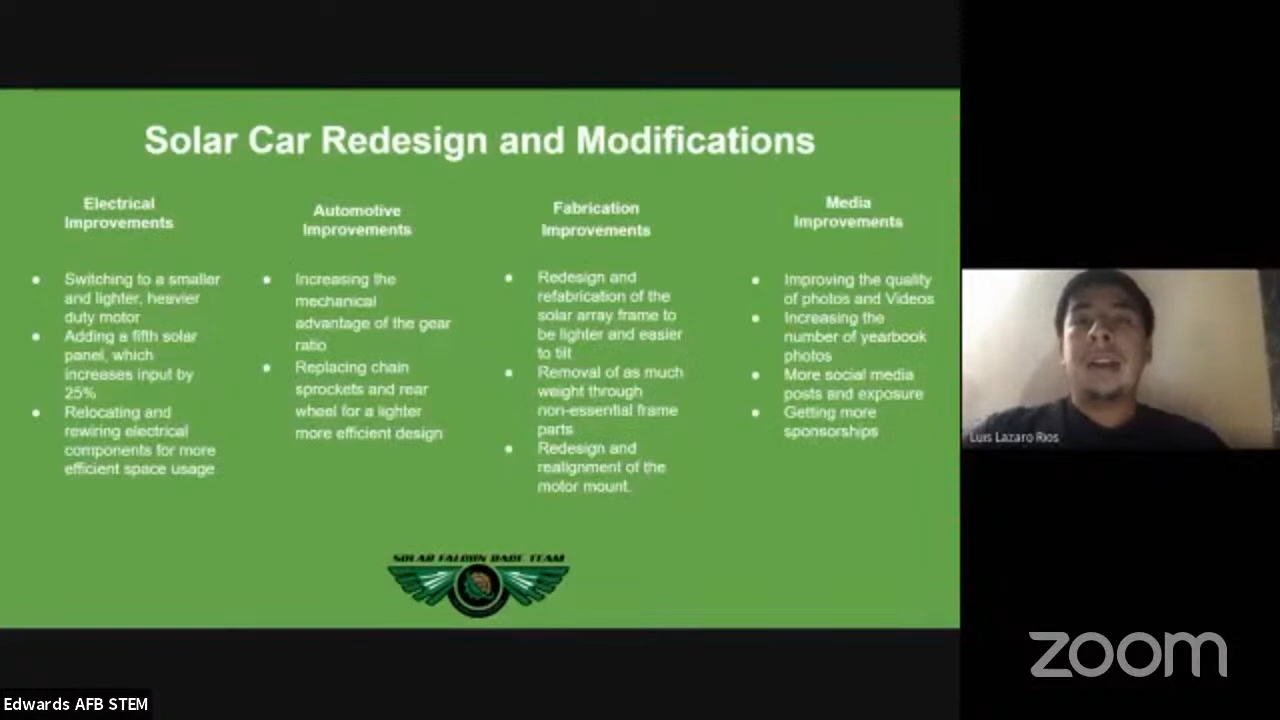 Solar Car Redesign and Modifications
Electrical
Improvements
Switching to a smaller
and lighter, heavier
duty motor
Adding a fifth solar
panel, which
increases input by
25%
Relocating and
rewiring electrical
components for more
efficient space usage
Automotive
Improvements
Increasing the
mechanical
advantage of the gear
ratio
Replacing chain
sprockets and rear
wheel for a lighter
more efficient design
Fabrication
Improvements
Redesign and
refabrication of the
solar array frame to
be lighter and easier
to tilt
Removal of as much
weight through
non-essential frame
parts
Redesign and
realignment of the
motor mount.
Media
Improvements
Improving the quality
of photos and Videos
Increasing the
number of yearbook
photos
More social media
posts and exposure
Getting more
sponsorships
SOLAR FALCON RACE TEAM
Luis Lazaro Rios
zoom
Edwards AFB STEM